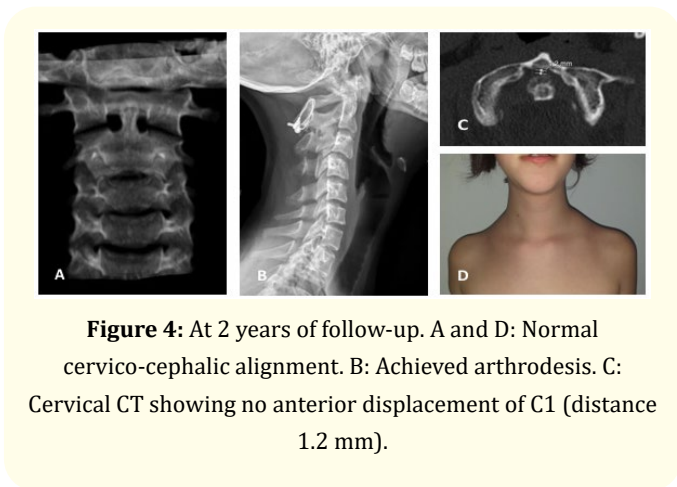 A
B
C
D
Figure 4: At 2 years of follow-up. A and D: Normal
cervico-cephalic alignment. B: Achieved arthrodesis. C:
Cervical CT showing no anterior displacement of C1 (distance
1.2 mm).